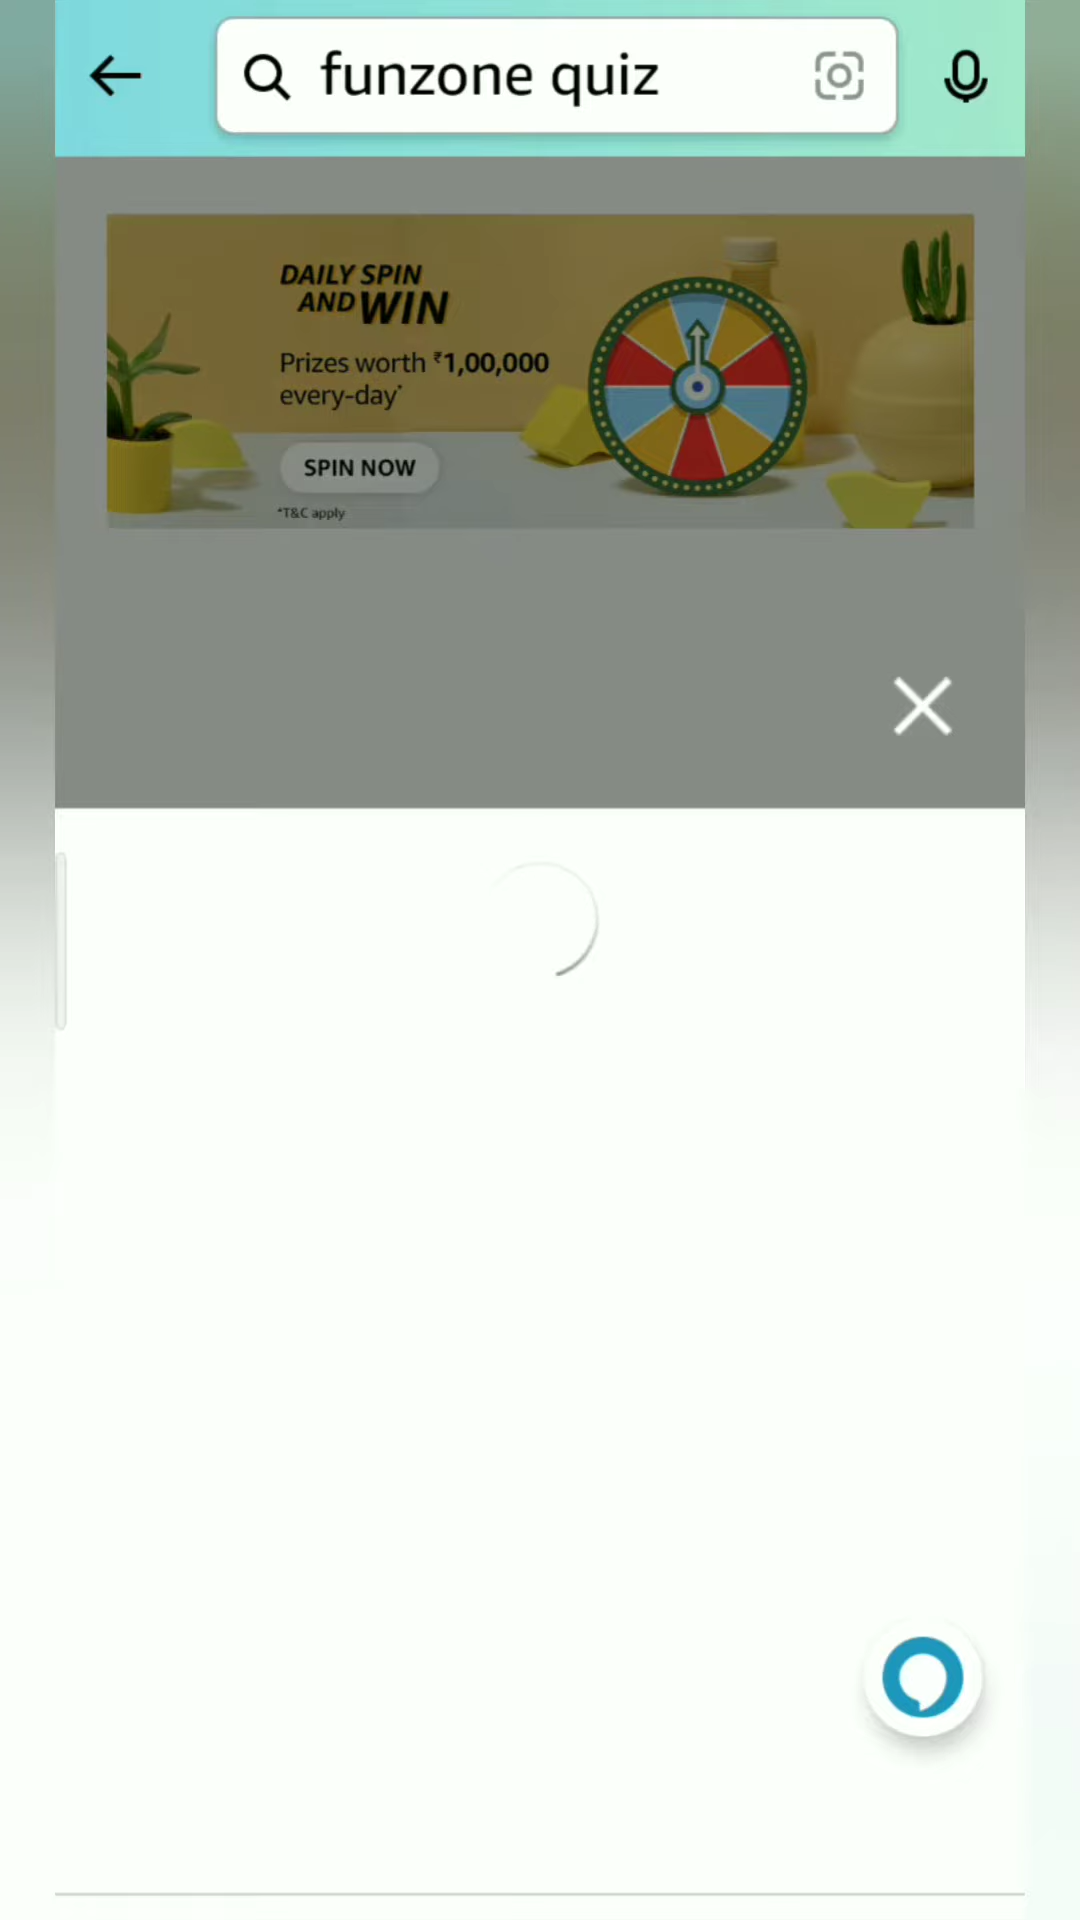 funzone quiz
DAILY SPIN
AND WIN
Prizes worth ₹1,00,000
every-day*
SPIN NOW
*T&C apply